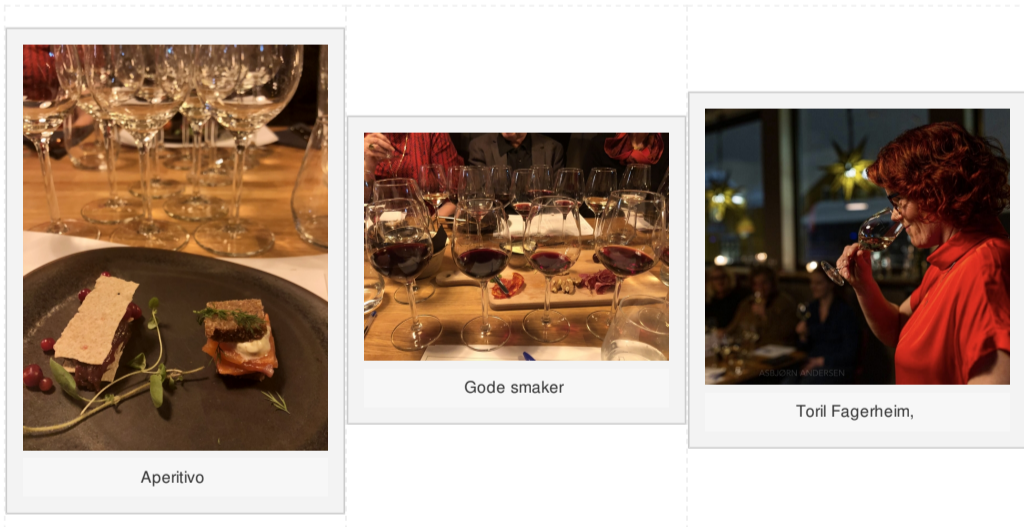 Aperitivo
Gode smaker
ASBJØRN ANDERSEN
Toril Fagerheim,